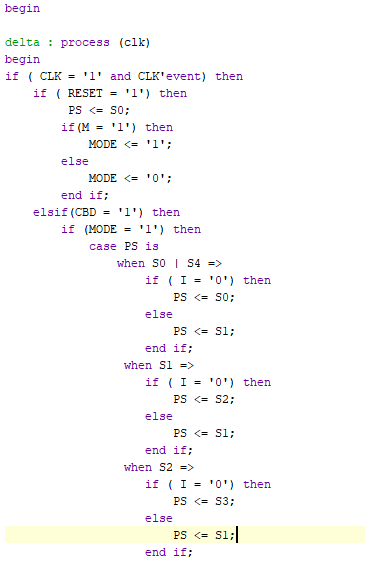 begin
delta : process (clk)
begin
if ( CLK = '1' and CLK'event) then
if ( RESET = '1') then
PS <= S0;
if(M = '1') then
MODE <= '1';
else
MODE <= '0';
end if;
elsif(CBD = '1') then
if (MODE = '1') then
case PS is
when S0 | S4 =>
if ( I = '0') then
PS <= S0;
else
PS <= S1;
end if;
when S1 =>
if ( I = '0') then
PS <= S2;
else
PS <= S1;
end if;
when S2 =>
if ( I = '0') then
PS <= S3;
else
PS <= S1;
end if;